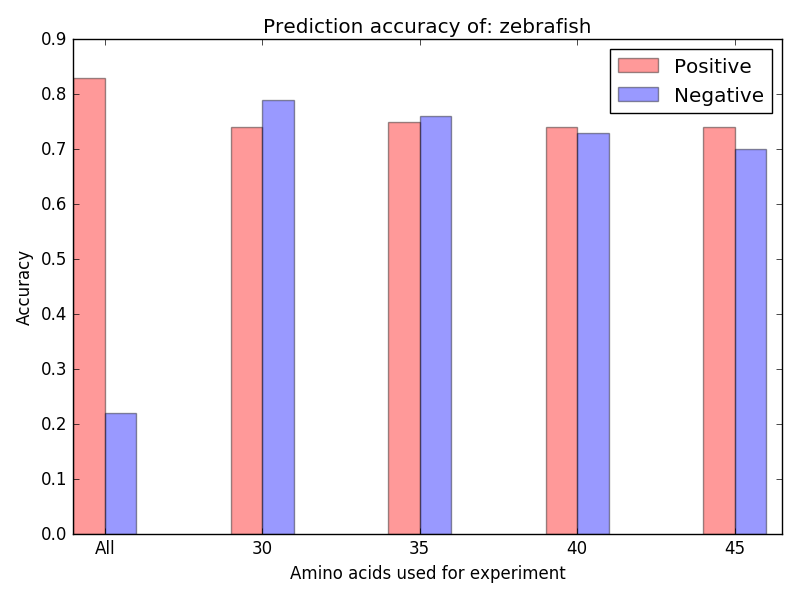 Prediction accuracy of: zebrafish
Positive
Negative
Accuracy
0.9
0.8
0.7
0.6
0.5
0.4
0.3
0.2
0.1
0.0
All 30 35 40 45
Amino acids used for experiment